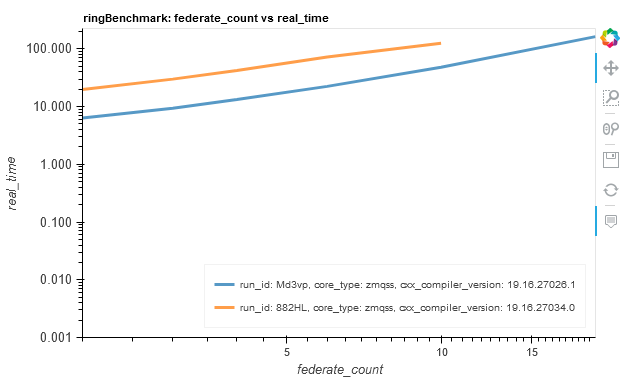 ringBenchmark: federate_count vs real_time
100.000
10.000
1.000
0.100
0.010
0.001
real_time
run_id: Md3vp, core_type: zmqss, cxx_compiler_version: 19.16.27026.1
run_id: 882HL, core_type: zmqss, cxx_compiler_version: 19.16.27034.0
5
10
15
federate_count